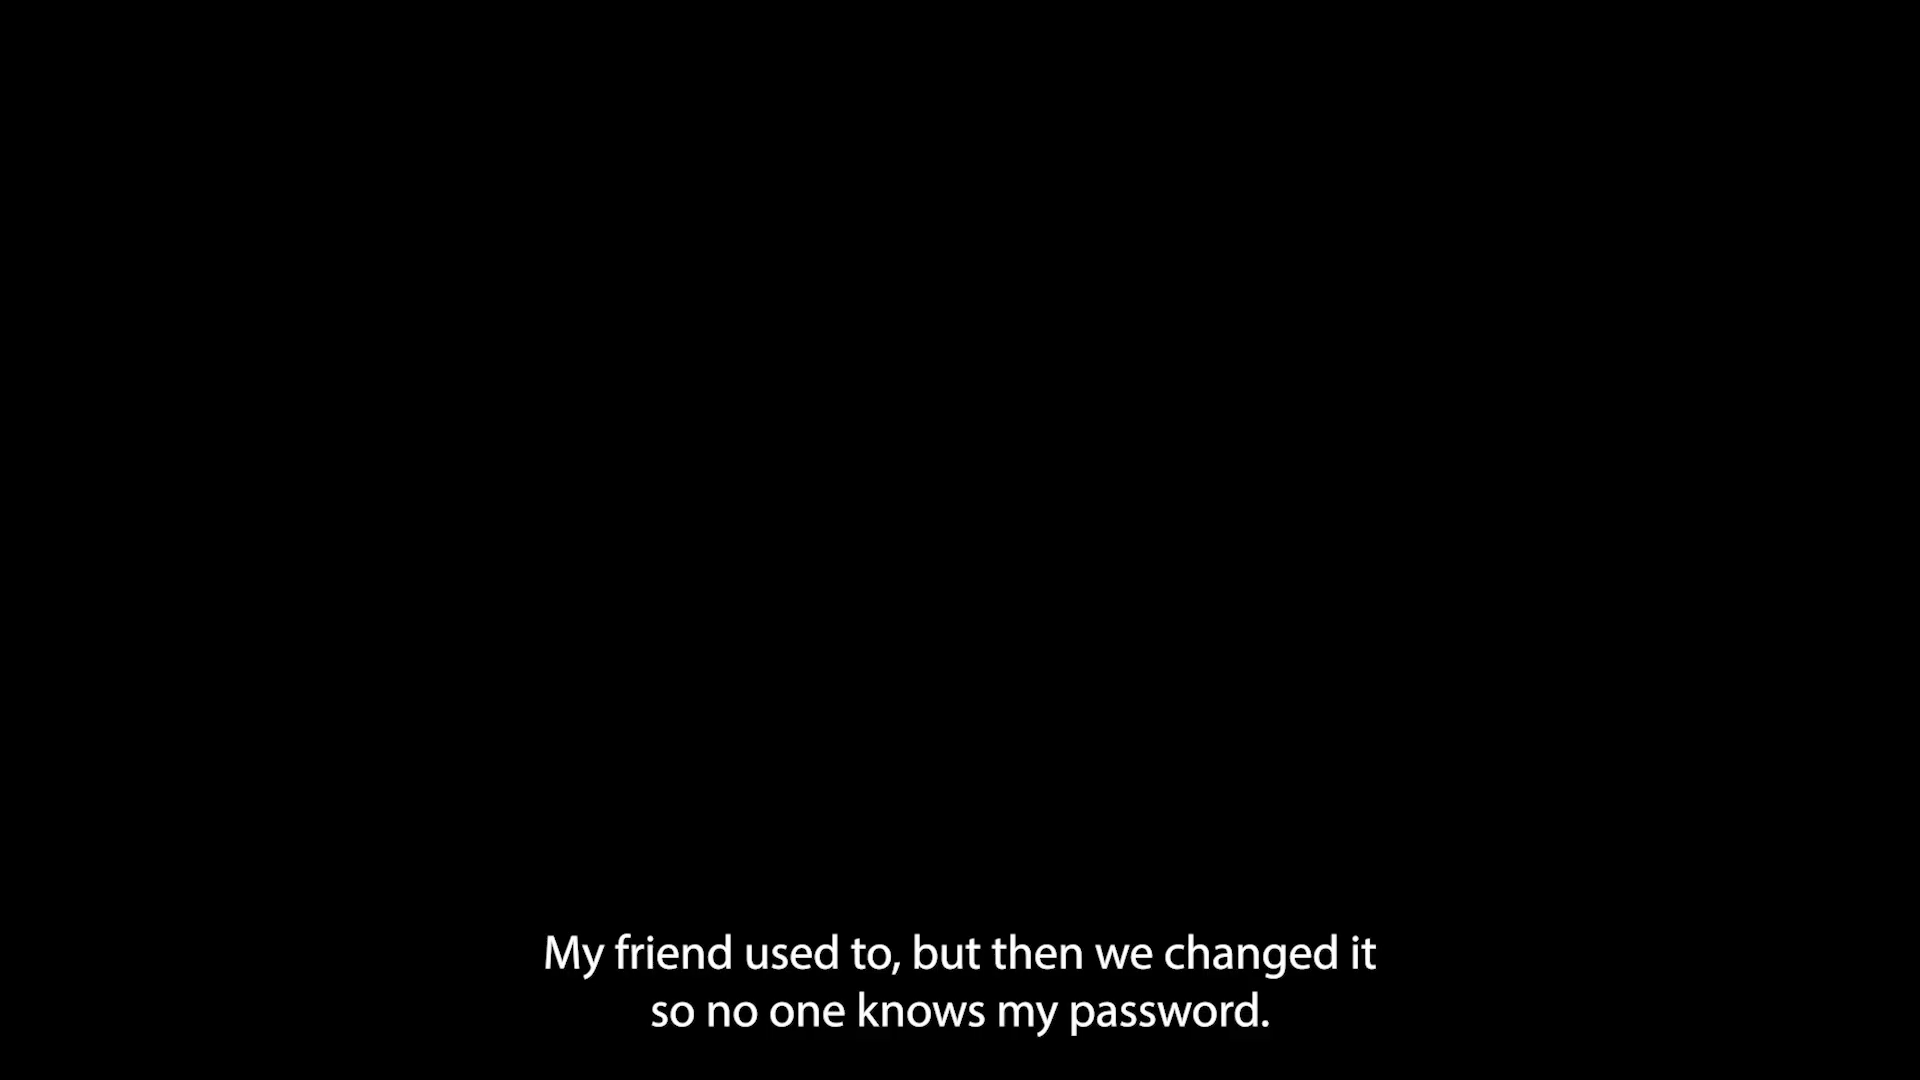 My friend used to, but then we changed it
so no one knows my password.